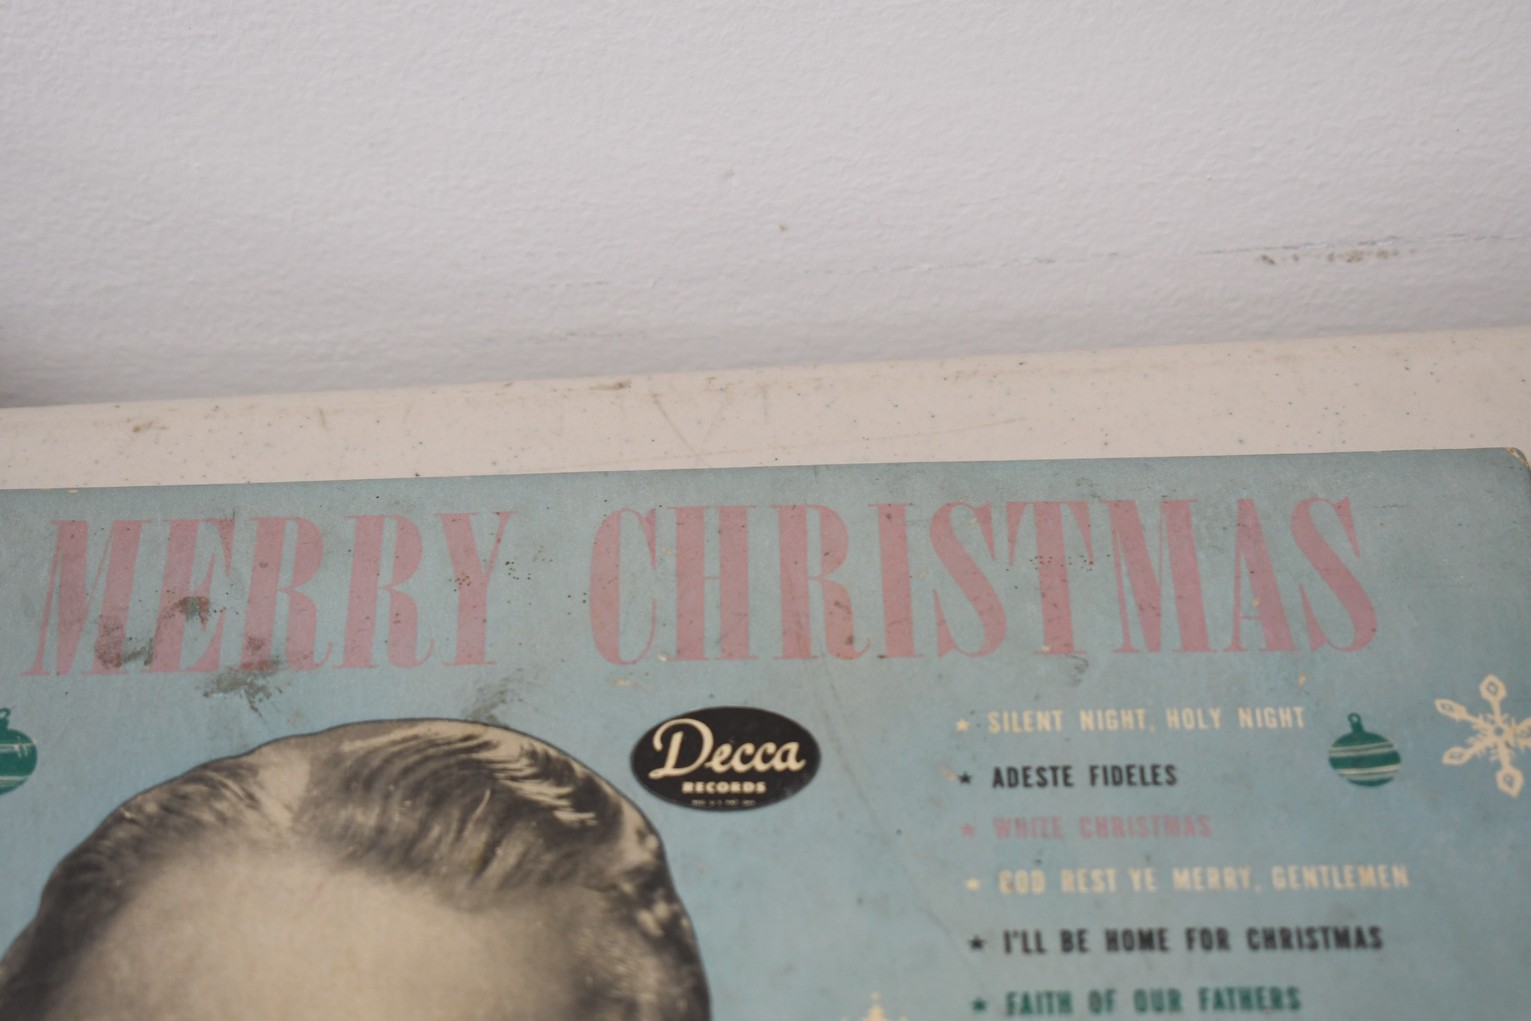 MERRY CHRISTMAS
Decca
RECORDS
★ SILENT NIGHT, HOLY NIGHT
★ ADESTE FIDELES
★ WHITE CHRISTMAS
★ GOD REST YE MERRY, GENTLEMEN
★ I'LL BE HOME FOR CHRISTMAS
★ FAITH OF OUR FATHERS